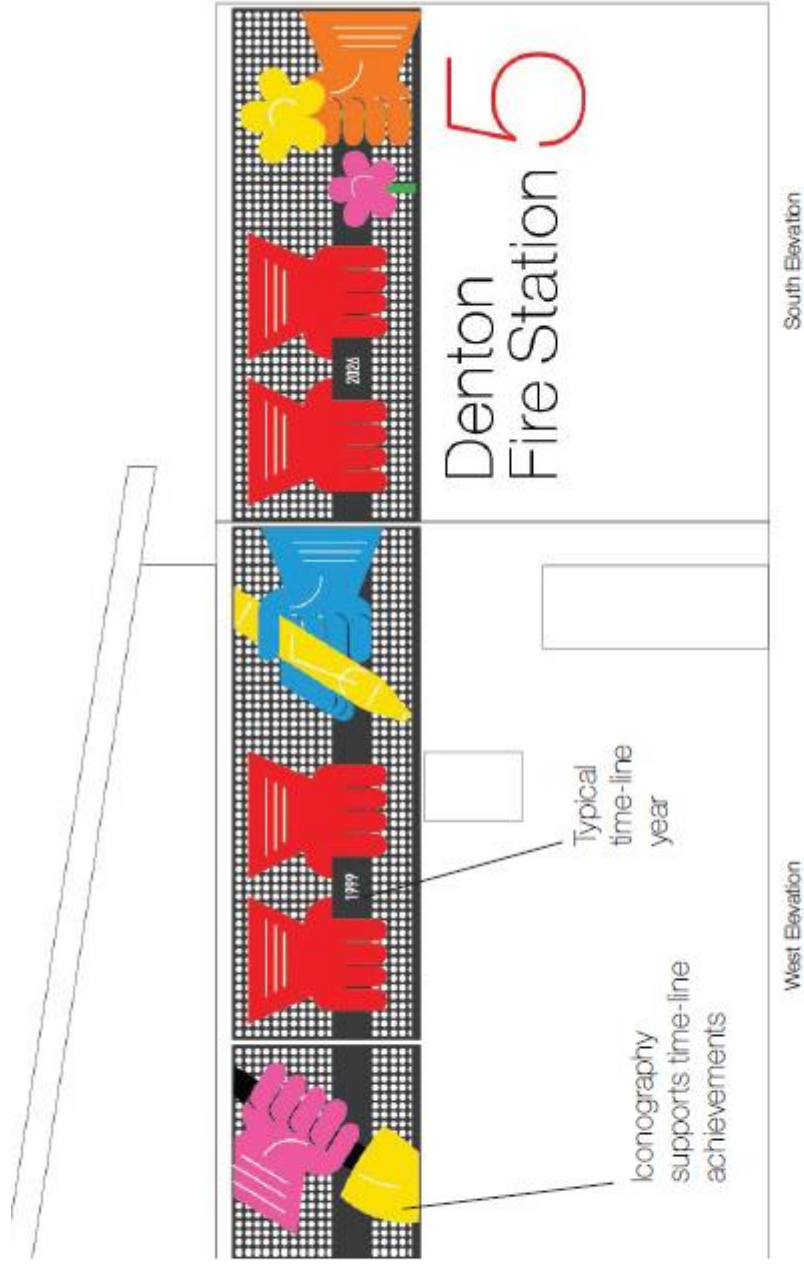 1999
2026
Denton
Fire Station 5
Typical
time-line
year
Iconography
supports time-line
achievements
West Elevation
South Elevation